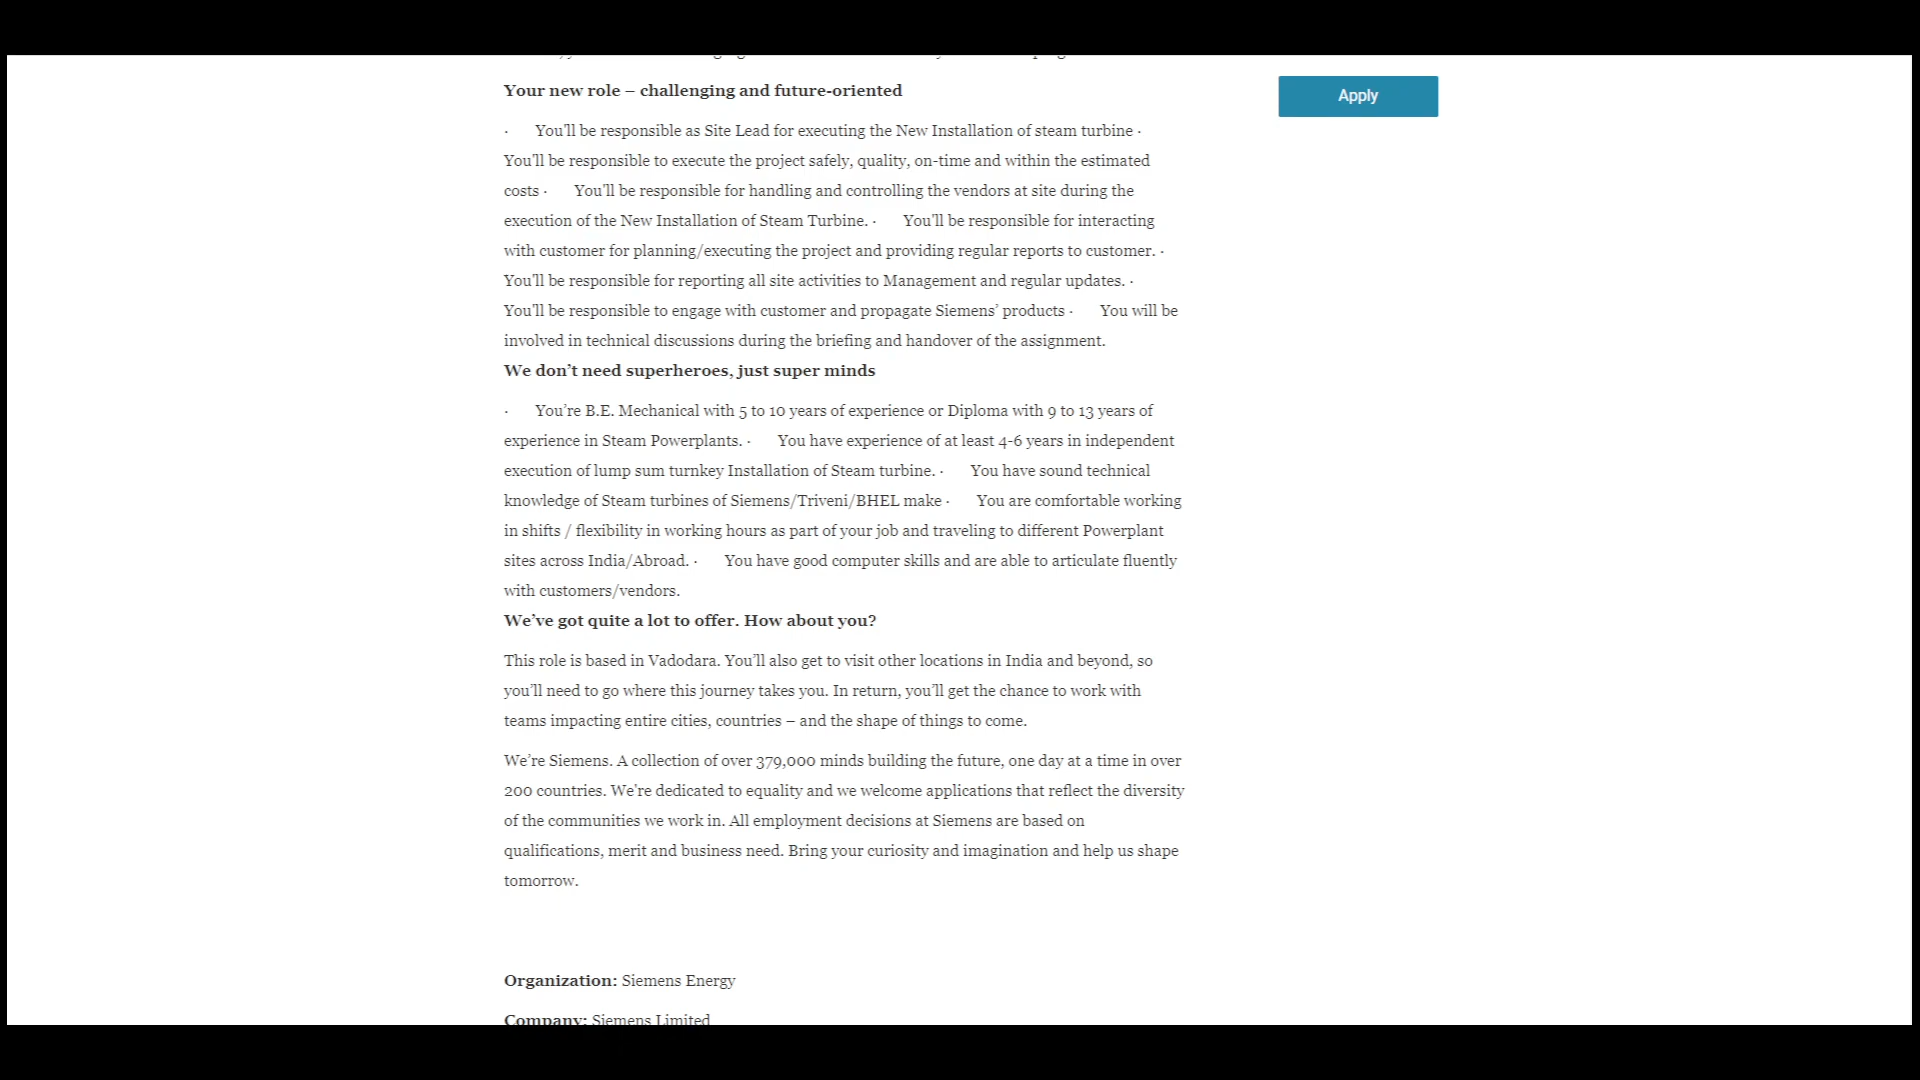 Your new role – challenging and future-oriented
Apply
· You'll be responsible as Site Lead for executing the New Installation of steam turbine ·
You'll be responsible to execute the project safely, quality, on-time and within the estimated
costs · You'll be responsible for handling and controlling the vendors at site during the
execution of the New Installation of Steam Turbine. · You'll be responsible for interacting
with customer for planning/executing the project and providing regular reports to customer. ·
You'll be responsible for reporting all site activities to Management and regular updates. ·
You'll be responsible to engage with customer and propagate Siemens’ products · You will be
involved in technical discussions during the briefing and handover of the assignment.
We don’t need superheroes, just super minds
· You’re B.E. Mechanical with 5 to 10 years of experience or Diploma with 9 to 13 years of
experience in Steam Powerplants. · You have experience of at least 4-6 years in independent
execution of lump sum turnkey Installation of Steam turbine. · You have sound technical
knowledge of Steam turbines of Siemens/Triveni/BHEL make · You are comfortable working
in shifts / flexibility in working hours as part of your job and traveling to different Powerplant
sites across India/Abroad. · You have good computer skills and are able to articulate fluently
with customers/vendors.
We’ve got quite a lot to offer. How about you?
This role is based in Vadodara. You’ll also get to visit other locations in India and beyond, so
you’ll need to go where this journey takes you. In return, you’ll get the chance to work with
teams impacting entire cities, countries – and the shape of things to come.
We’re Siemens. A collection of over 379,000 minds building the future, one day at a time in over
200 countries. We're dedicated to equality and we welcome applications that reflect the diversity
of the communities we work in. All employment decisions at Siemens are based on
qualifications, merit and business need. Bring your curiosity and imagination and help us shape
tomorrow.
Organization: Siemens Energy
Company: Siemens Limited